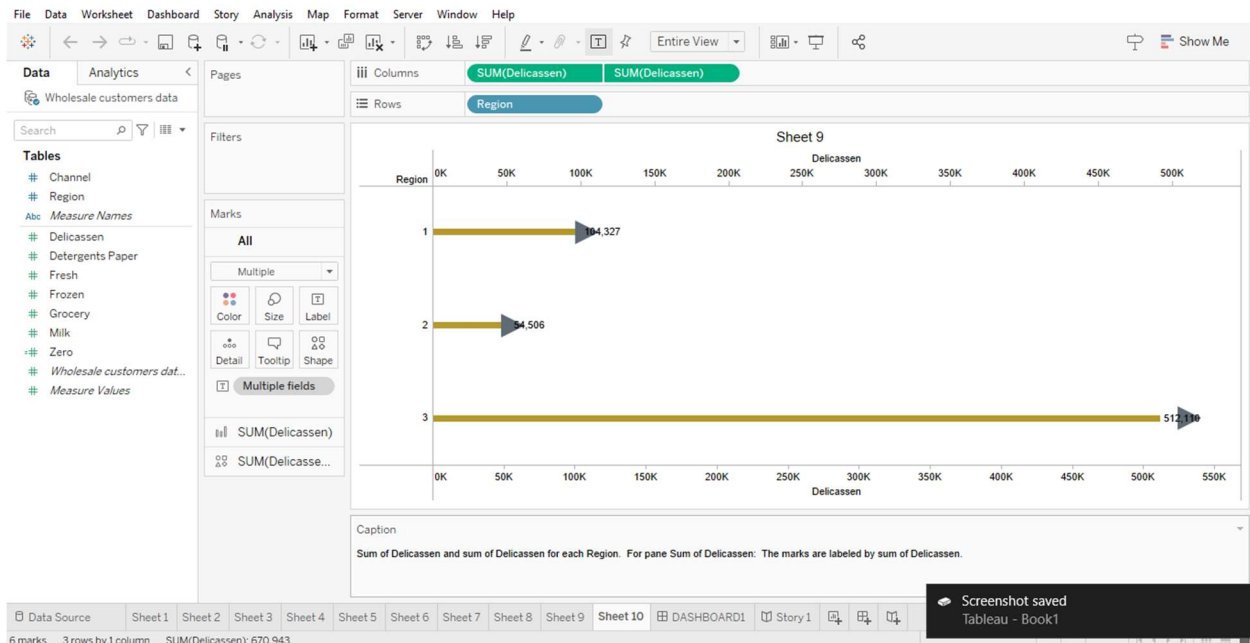 File Data Worksheet Dashboard Story Analysis Map Format Server Window Help
Entire View
Show Me
Data Analytics
Wholesale customers data
Search
Tables
# Channel
# Region
Abc Measure Names
# Delicassen
# Detergents Paper
# Fresh
# Frozen
# Grocery
# Milk
=# Zero
# Wholesale customers dat...
# Measure Values
Pages
Filters
Marks
All
Multiple
Color Size Label
Detail Tooltip Shape
Multiple fields
SUM(Delicassen)
SUM(Delicasse...
iii Columns SUM(Delicassen) SUM(Delicassen)
Rows Region
Sheet 9
Delicassen
Region 0K 50K 100K 150K 200K 250K 300K 350K 400K 450K 500K
1 104,327
2 54,506
3 512,110
0K 50K 100K 150K 200K 250K 300K 350K 400K 450K 500K 550K
Delicassen
Caption
Sum of Delicassen and sum of Delicassen for each Region. For pane Sum of Delicassen: The marks are labeled by sum of Delicassen.
Screenshot saved
Tableau - Book1
Data Source Sheet 1 Sheet 2 Sheet 3 Sheet 4 Sheet 5 Sheet 6 Sheet 7 Sheet 8 Sheet 9 Sheet 10 DASHBOARD1 Story 1
6 marks 3 rows by 1 column SUM(Delicassen): 670,943